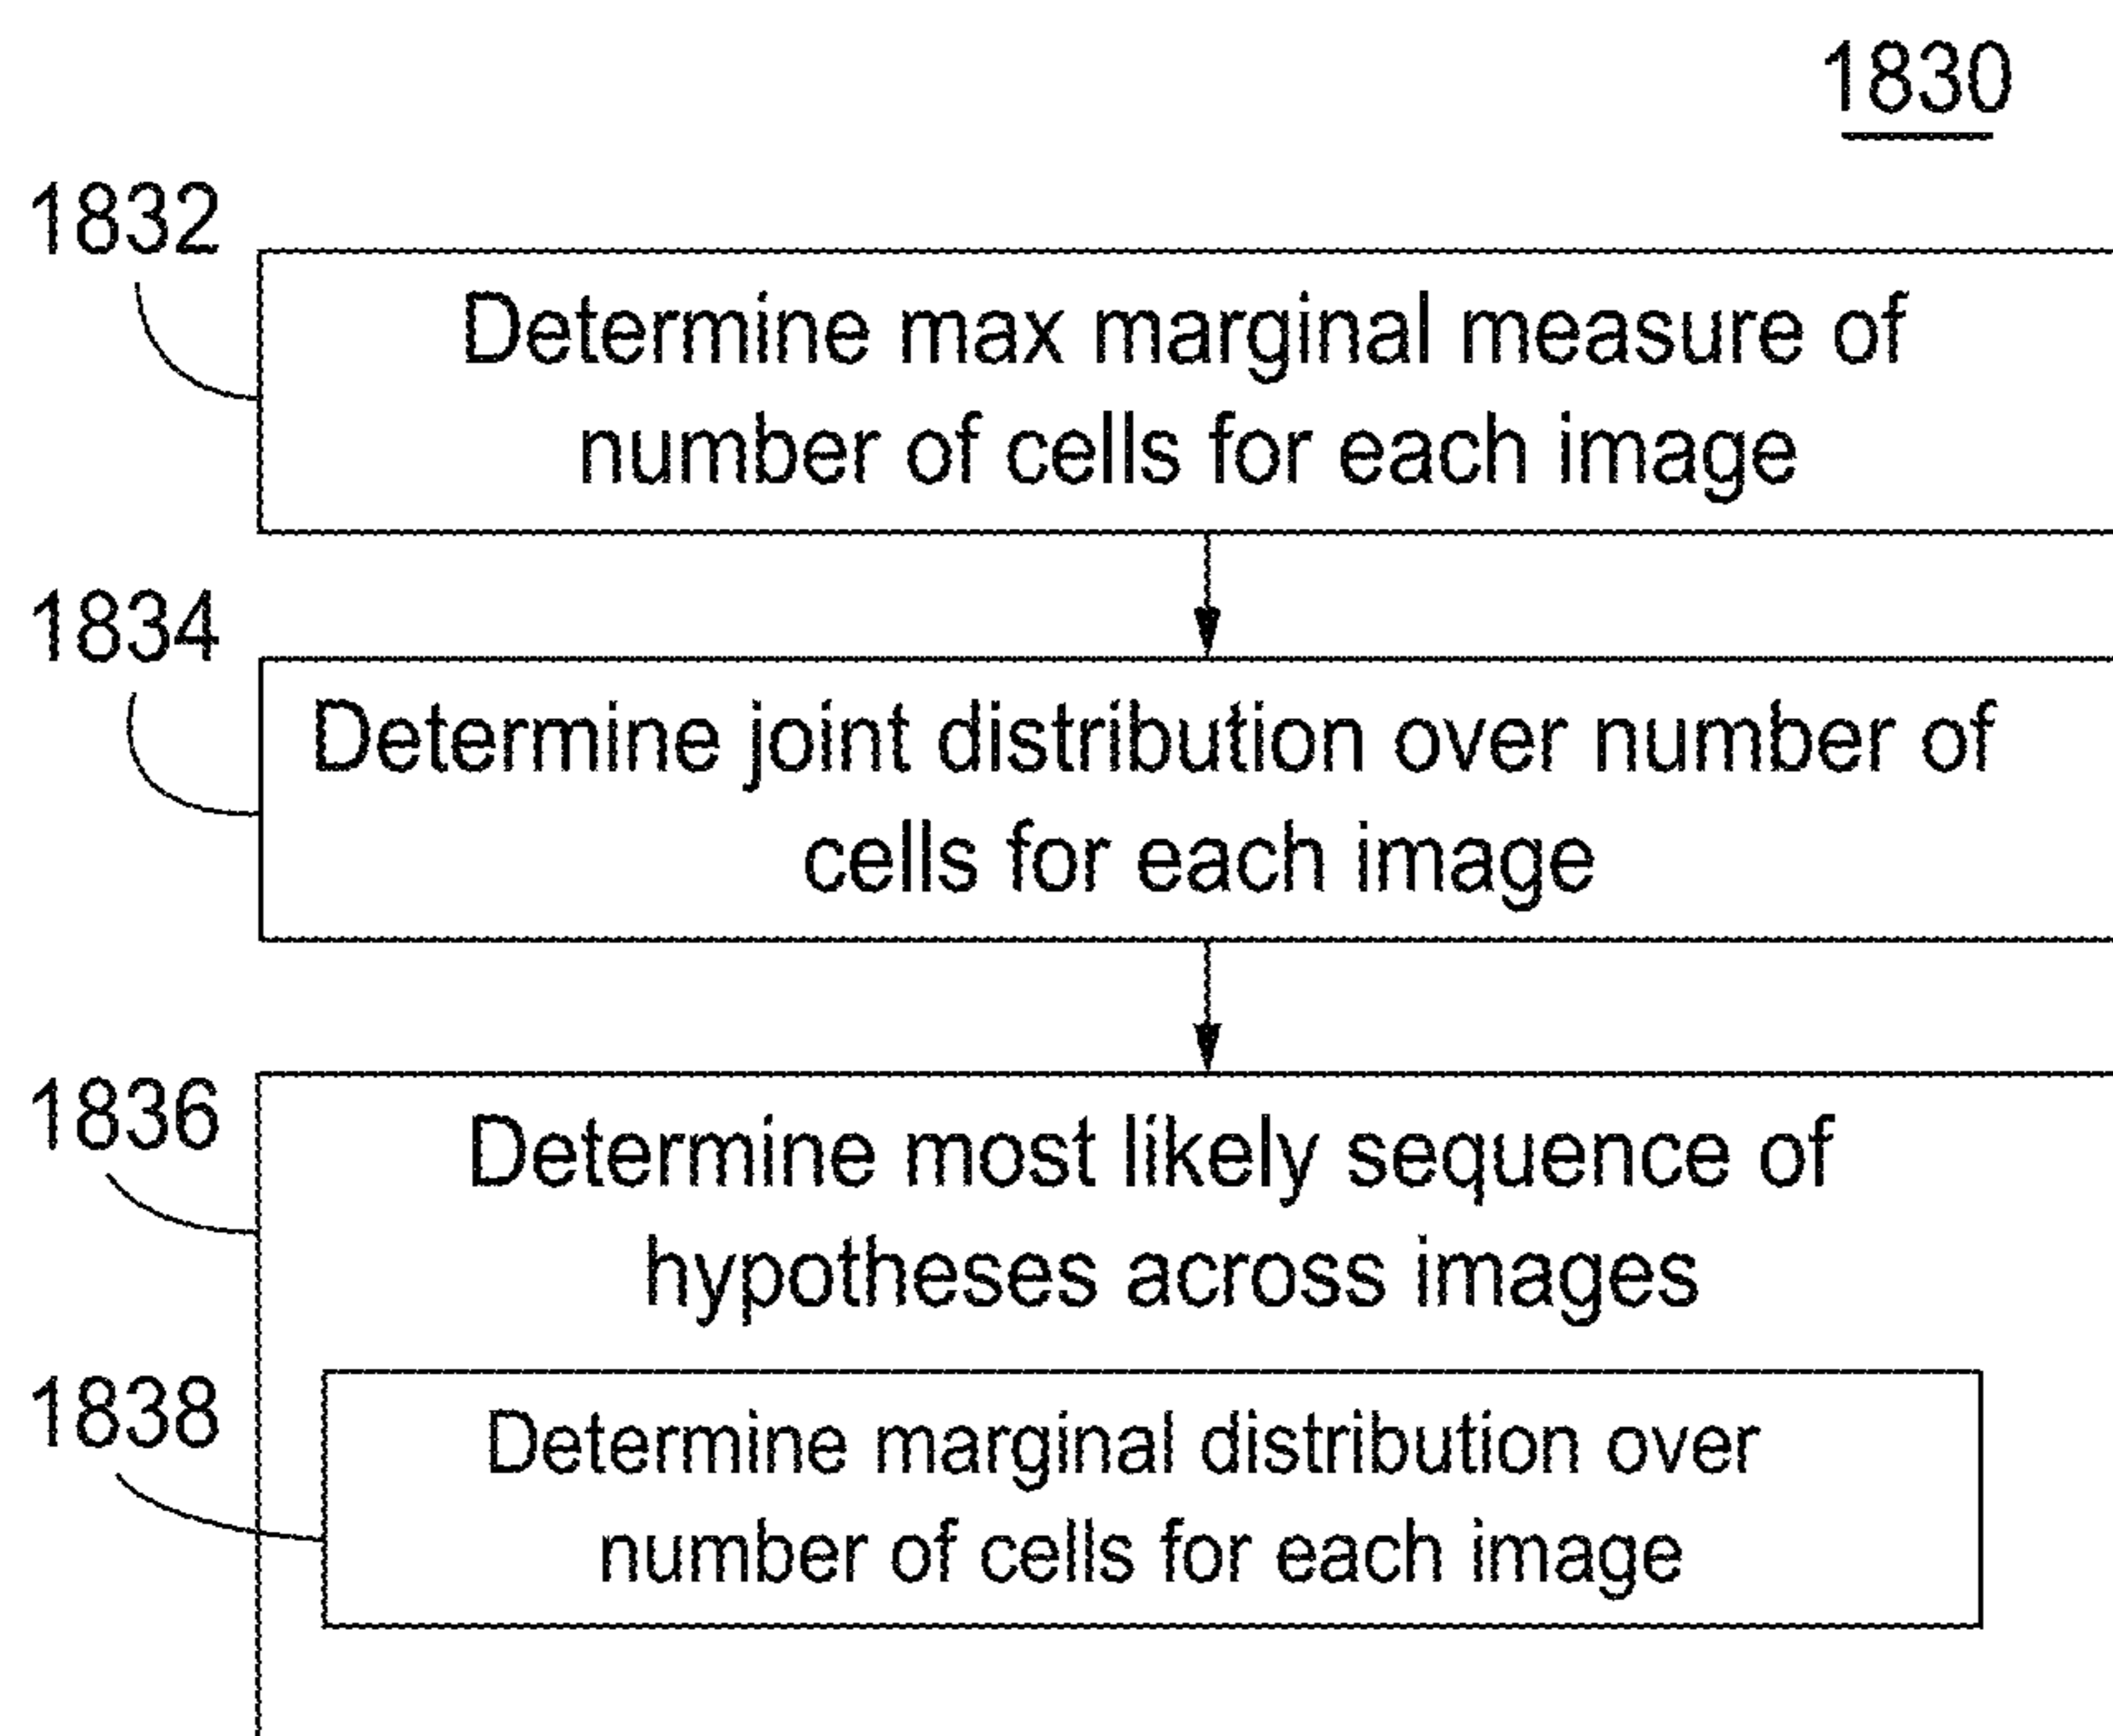 1830
1832
Determine max marginal measure of
number of cells for each image
1834
Determine joint distribution over number of
cells for each image
1836
Determine most likely sequence of
hypotheses across images
1838
Determine marginal distribution over
number of cells for each image